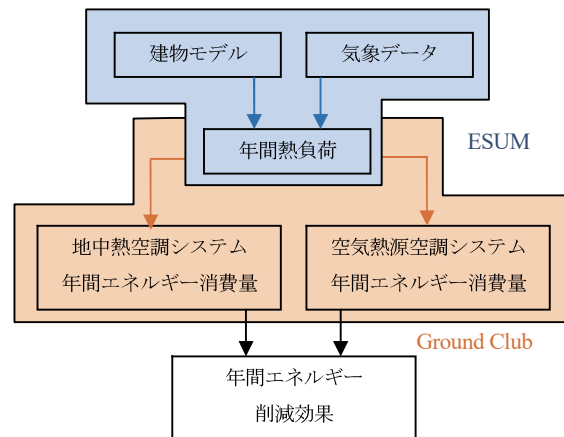 建物モデル
気象データ
年間熱負荷
ESUM
地中熱空調システム
年間エネルギー消費量
空気熱源空調システム
年間エネルギー消費量
Ground Club
年間エネルギー
削減効果